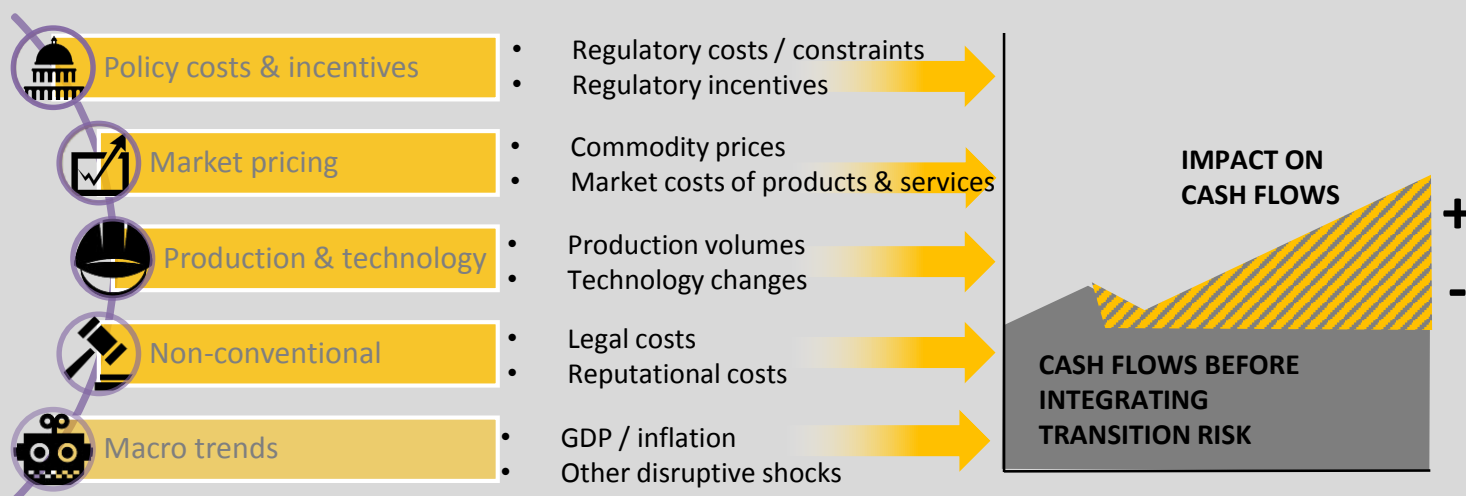 Policy costs & incentives
• Regulatory costs / constraints
• Regulatory incentives
Market pricing
• Commodity prices
• Market costs of products & services
Production & technology
• Production volumes
• Technology changes
Non-conventional
• Legal costs
• Reputational costs
Macro trends
• GDP / inflation
• Other disruptive shocks
IMPACT ON
CASH FLOWS
+
-
CASH FLOWS BEFORE
INTEGRATING
TRANSITION RISK